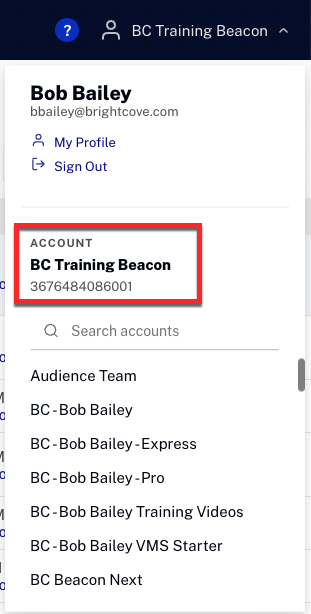 ?
BC Training Beacon
Bob Bailey
bbailey@brightcove.com
My Profile
Sign Out
ACCOUNT
BC Training Beacon
3676484086001
Search accounts
Audience Team
BC - Bob Bailey
BC - Bob Bailey - Express
BC - Bob Bailey - Pro
BC - Bob Bailey Training Videos
BC - Bob Bailey VMS Starter
BC Beacon Next